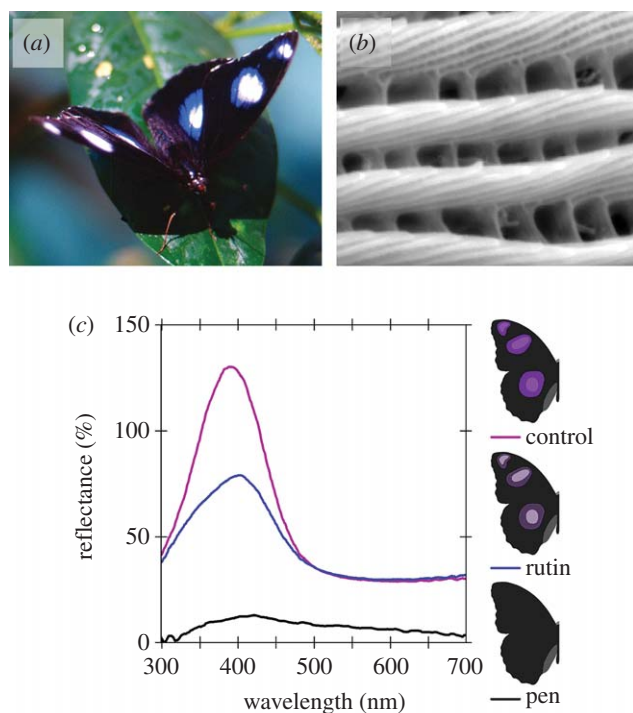 (a)
(b)
(c)
150
100
50
0
reflectance (%)
300 400 500 600 700
wavelength (nm)
control
rutin
pen